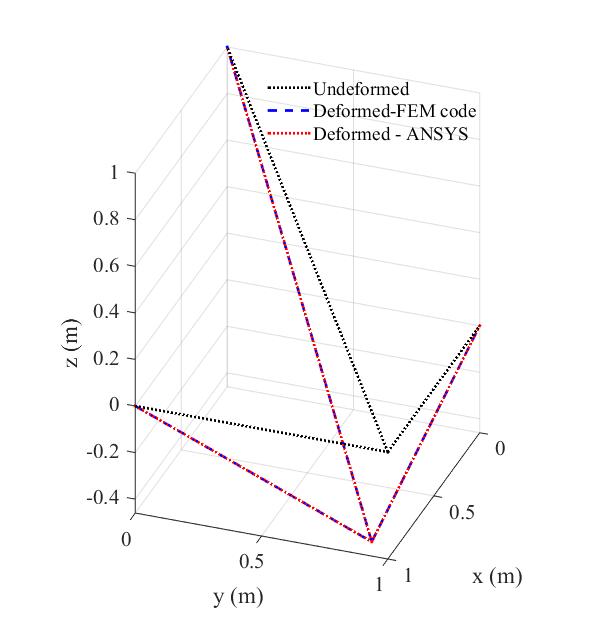 Undeformed
Deformed-FEM code
Deformed - ANSYS
1
0.8
0.6
0.4
0.2
0
-0.2
-0.4
z (m)
0
0.5
1
y (m)
0
0.5
1
x (m)